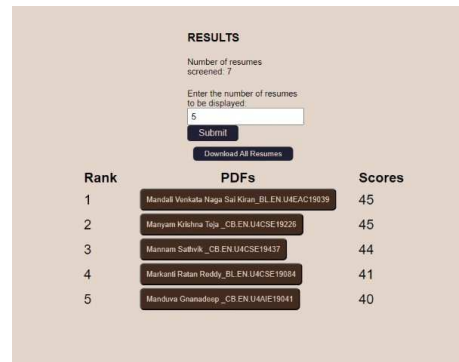 RESULTS
Number of resumes
screened: 7
Enter the number of resumes
to be displayed:
5
Submit
Download All Resumes
Rank PDFs Scores
1 Mandali Venkata Naga Sai Kiran_BL.EN.U4EAC19039 45
2 Manyam Krishna Teja _CB.EN.U4CSE19226 45
3 Mannam Sathvik _CB.EN.U4CSE19437 44
4 Markanti Ratan Reddy_BL.EN.U4CSE19084 41
5 Manduva Gnanadeep _CB.EN.U4AIE19041 40